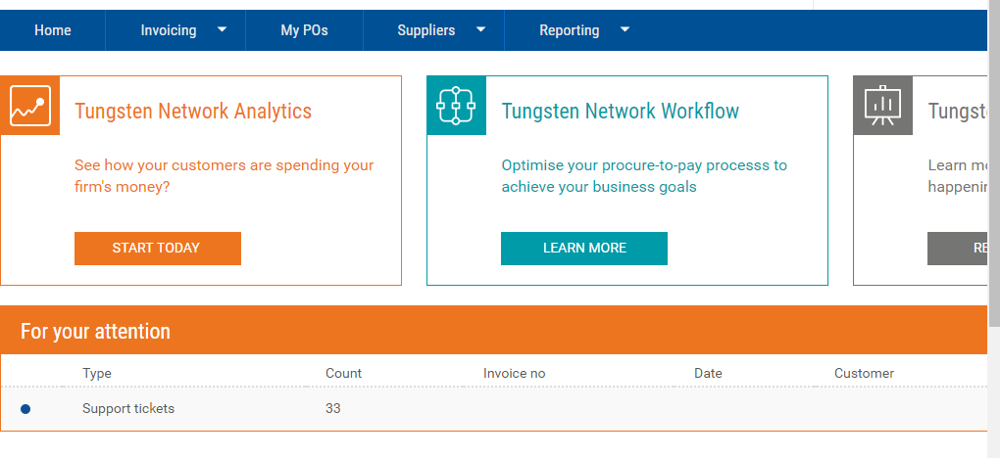 Home Invoicing My POs Suppliers Reporting
Tungsten Network Analytics
See how your customers are spending your
firm's money?
START TODAY
Tungsten Network Workflow
Optimise your procure-to-pay processs to
achieve your business goals
LEARN MORE
Tungst
Learn m
happenin
RE
For your attention
Type Count Invoice no Date Customer
Support tickets 33